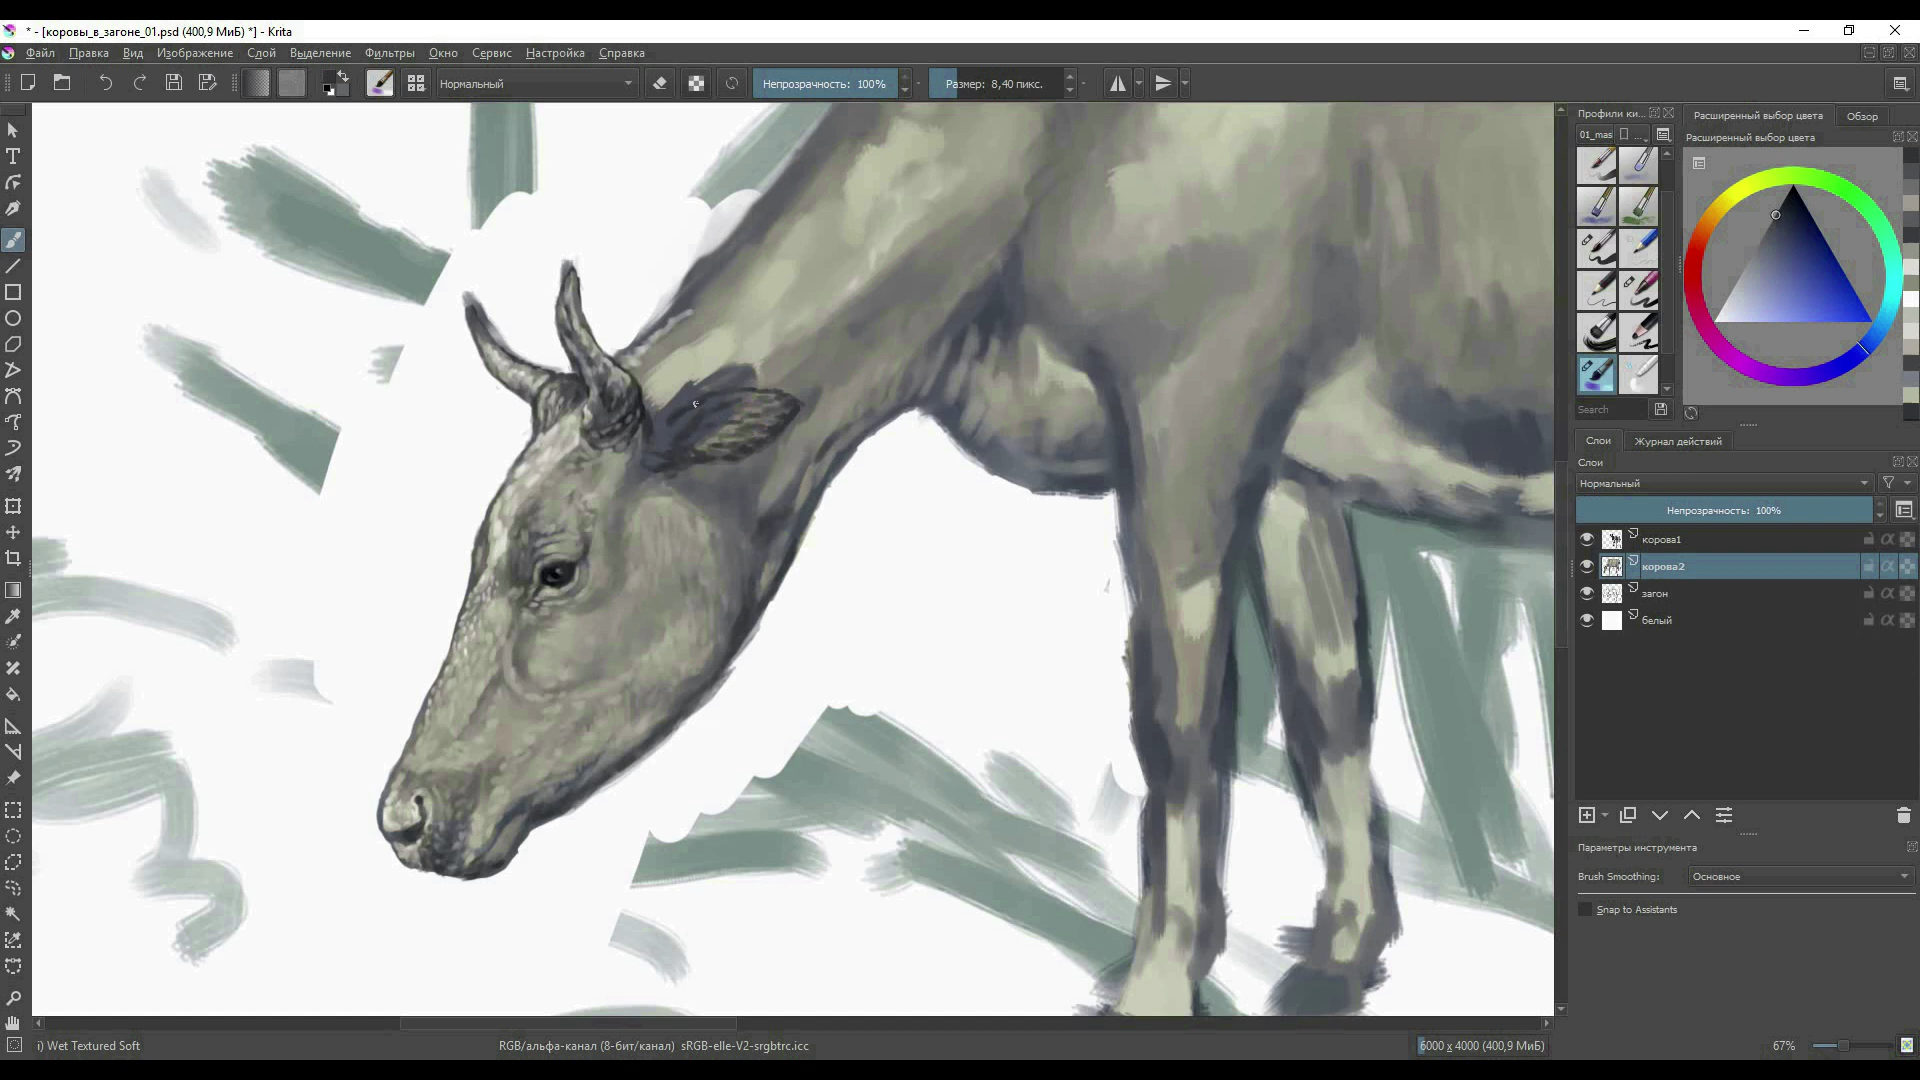 * - [коровы_в_загоне_01.psd (400,9 МиБ) *] - Krita
Файл Правка Вид Изображение Слой Выделение Фильтры Окно Сервис Настройка Справка
Нормальный
Непрозрачность: 100%
Размер: 8,40 пикс.
Профили ки...
01_mas
Search
Расширенный выбор цвета Обзор
Расширенный выбор цвета
Слои Журнал действий
Слои
Нормальный
Непрозрачность: 100%
корова1
корова2
загон
белый
Параметры инструмента
Brush Smoothing: Основное
Snap to Assistants
i) Wet Textured Soft
RGB/альфа-канал (8-бит/канал) sRGB-elle-V2-srgbtrc.icc
6000 x 4000 (400,9 МиБ)
67%